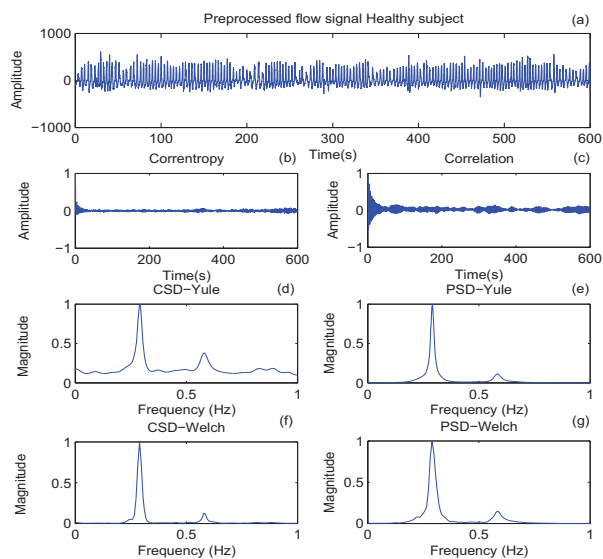 Preprocessed flow signal Healthy subject (a)
1000
0
−1000
Amplitude
0 100 200 300 400 500 600
Time(s)
Correntropy (b)
1
0
−1
Amplitude
0 200 400 600
Time(s)
Correlation (c)
1
0
−1
Amplitude
0 200 400 600
Time(s)
CSD−Yule (d)
1
0.5
0
Magnitude
0 0.5 1
Frequency (Hz)
PSD−Yule (e)
1
0.5
0
Magnitude
0 0.5 1
Frequency (Hz)
CSD−Welch (f)
1
0.5
0
Magnitude
0 0.5 1
Frequency (Hz)
PSD−Welch (g)
1
0.5
0
Magnitude
0 0.5 1
Frequency (Hz)